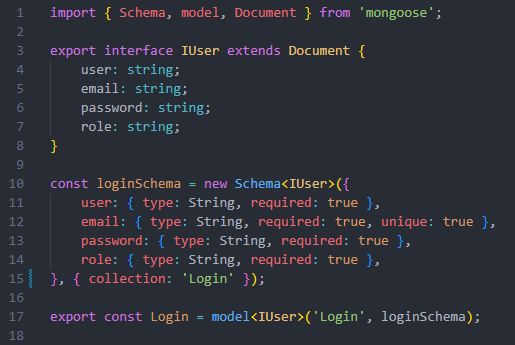 1 import { Schema, model, Document } from 'mongoose';
2
3 export interface IUser extends Document {
4     user: string;
5     email: string;
6     password: string;
7     role: string;
8 }
9
10 const loginSchema = new Schema<IUser>({
11     user: { type: String, required: true },
12     email: { type: String, required: true, unique: true },
13     password: { type: String, required: true },
14     role: { type: String, required: true },
15 }, { collection: 'Login' });
16
17 export const Login = model<IUser>('Login', loginSchema);
18